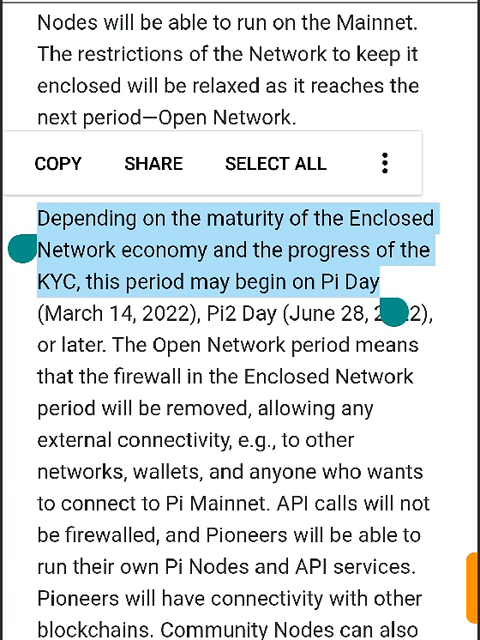 Nodes will be able to run on the Mainnet.
The restrictions of the Network to keep it
enclosed will be relaxed as it reaches the
next period—Open Network.
COPY SHARE SELECT ALL
Depending on the maturity of the Enclosed
Network economy and the progress of the
KYC, this period may begin on Pi Day
(March 14, 2022), Pi2 Day (June 28, 2 2),
or later. The Open Network period means
that the firewall in the Enclosed Network
period will be removed, allowing any
external connectivity, e.g., to other
networks, wallets, and anyone who wants
to connect to Pi Mainnet. API calls will not
be firewalled, and Pioneers will be able to
run their own Pi Nodes and API services.
Pioneers will have connectivity with other
blockchains. Community Nodes can also